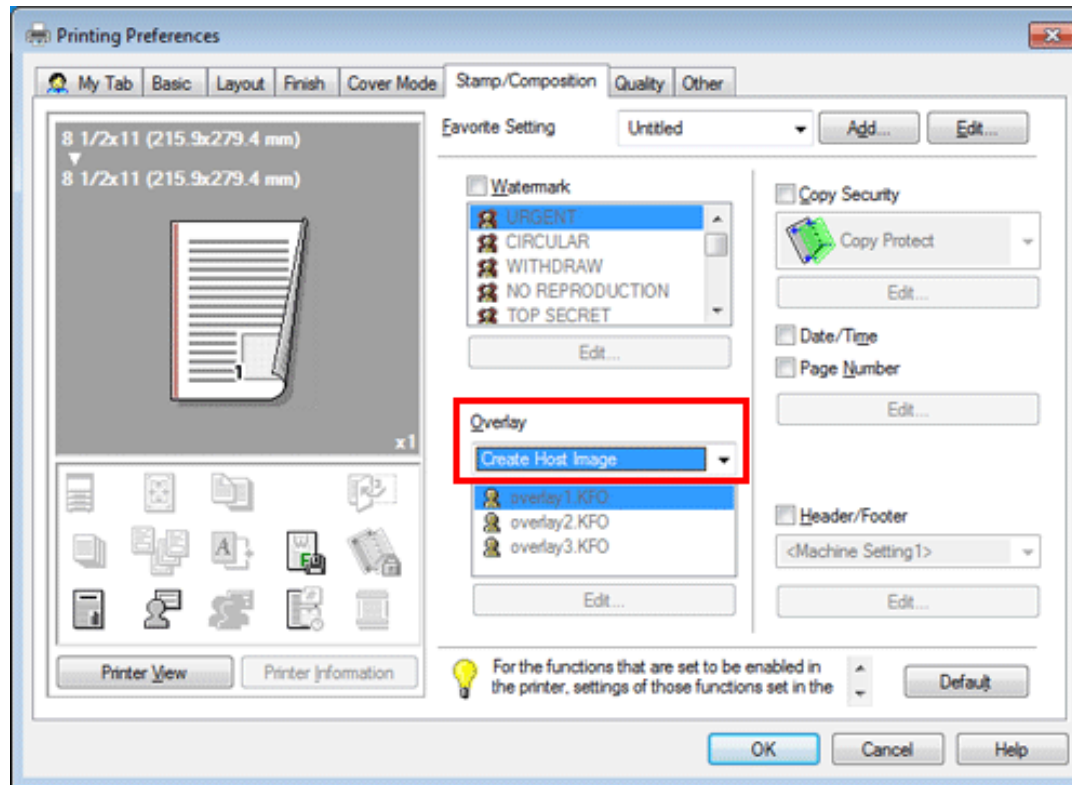 Printing Preferences
My Tab Basic Layout Finish Cover Mode Stamp/Composition Quality Other
8 1/2x11 (215.9x279.4 mm)
8 1/2x11 (215.9x279.4 mm)
x1
Printer View Printer Information
Favorite Setting Untitled Add... Edit...
Watermark
URGENT
CIRCULAR
WITHDRAW
NO REPRODUCTION
TOP SECRET
Edit...
Overlay
Create Host Image
overlay1.KFO
overlay2.KFO
overlay3.KFO
Edit...
Copy Security
Copy Protect
Edit...
Date/Time
Page Number
Edit...
Header/Footer
<Machine Setting1>
Edit...
For the functions that are set to be enabled in
the printer, settings of those functions set in the
Default
OK Cancel Help